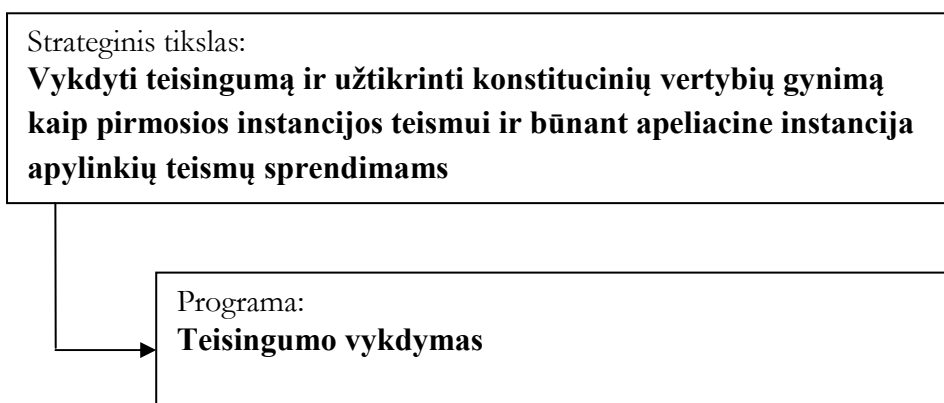 Strateginis tikslas:
Vykdyti teisingumą ir užtikrinti konstitucinių vertybių gynimą
kaip pirmosios instancijos teismui ir būnant apeliacine instancija
apylinkių teismų sprendimams
Programa:
Teisingumo vykdymas